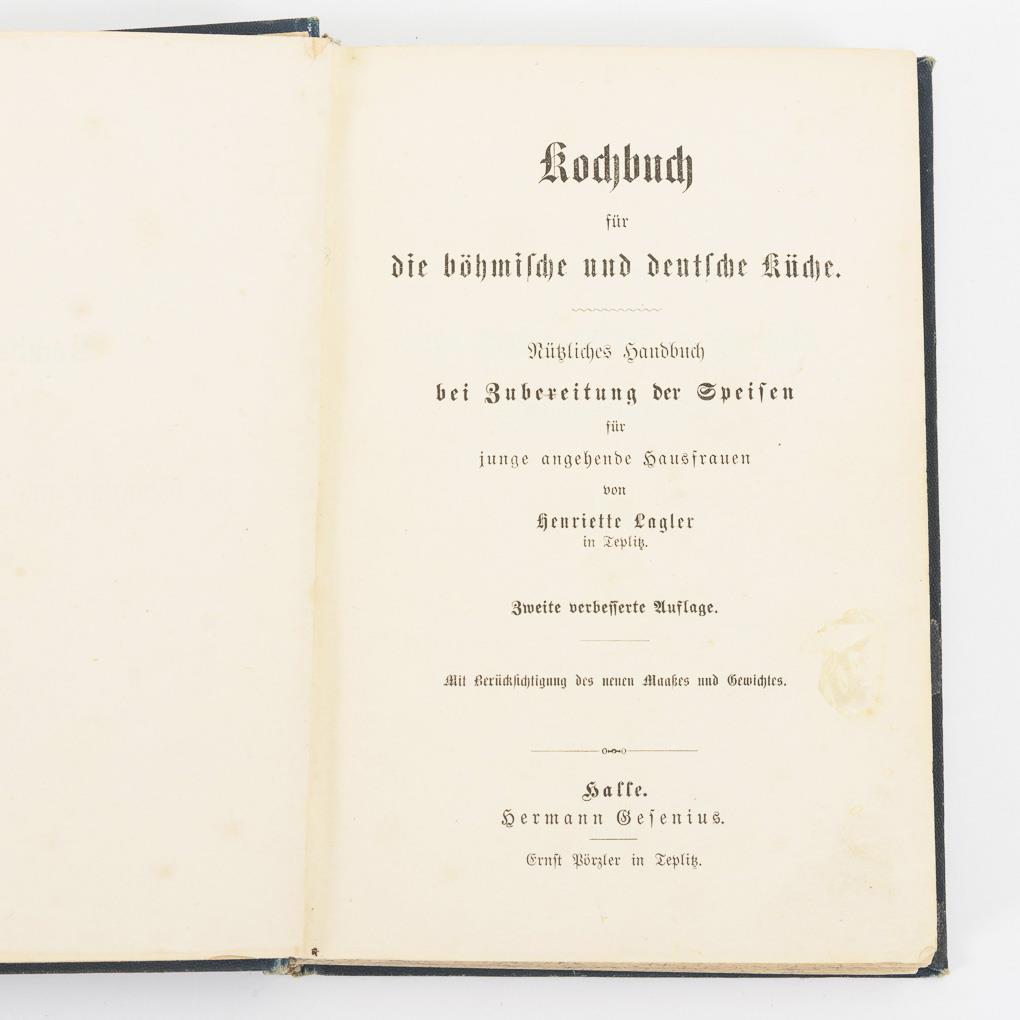 Kochbuch
für
die böhmische und deutsche Küche.
Nützliches Handbuch
bei Zubereitung der Speisen
für
junge angehende Hausfrauen
von
Henriette Lagler
in Teplitz.
Zweite verbesserte Auflage.
Mit Berücksichtigung des neuen Maaßes und Gewichtes.
Halle.
Hermann Gesenius.
Ernst Pörzler in Teplitz.